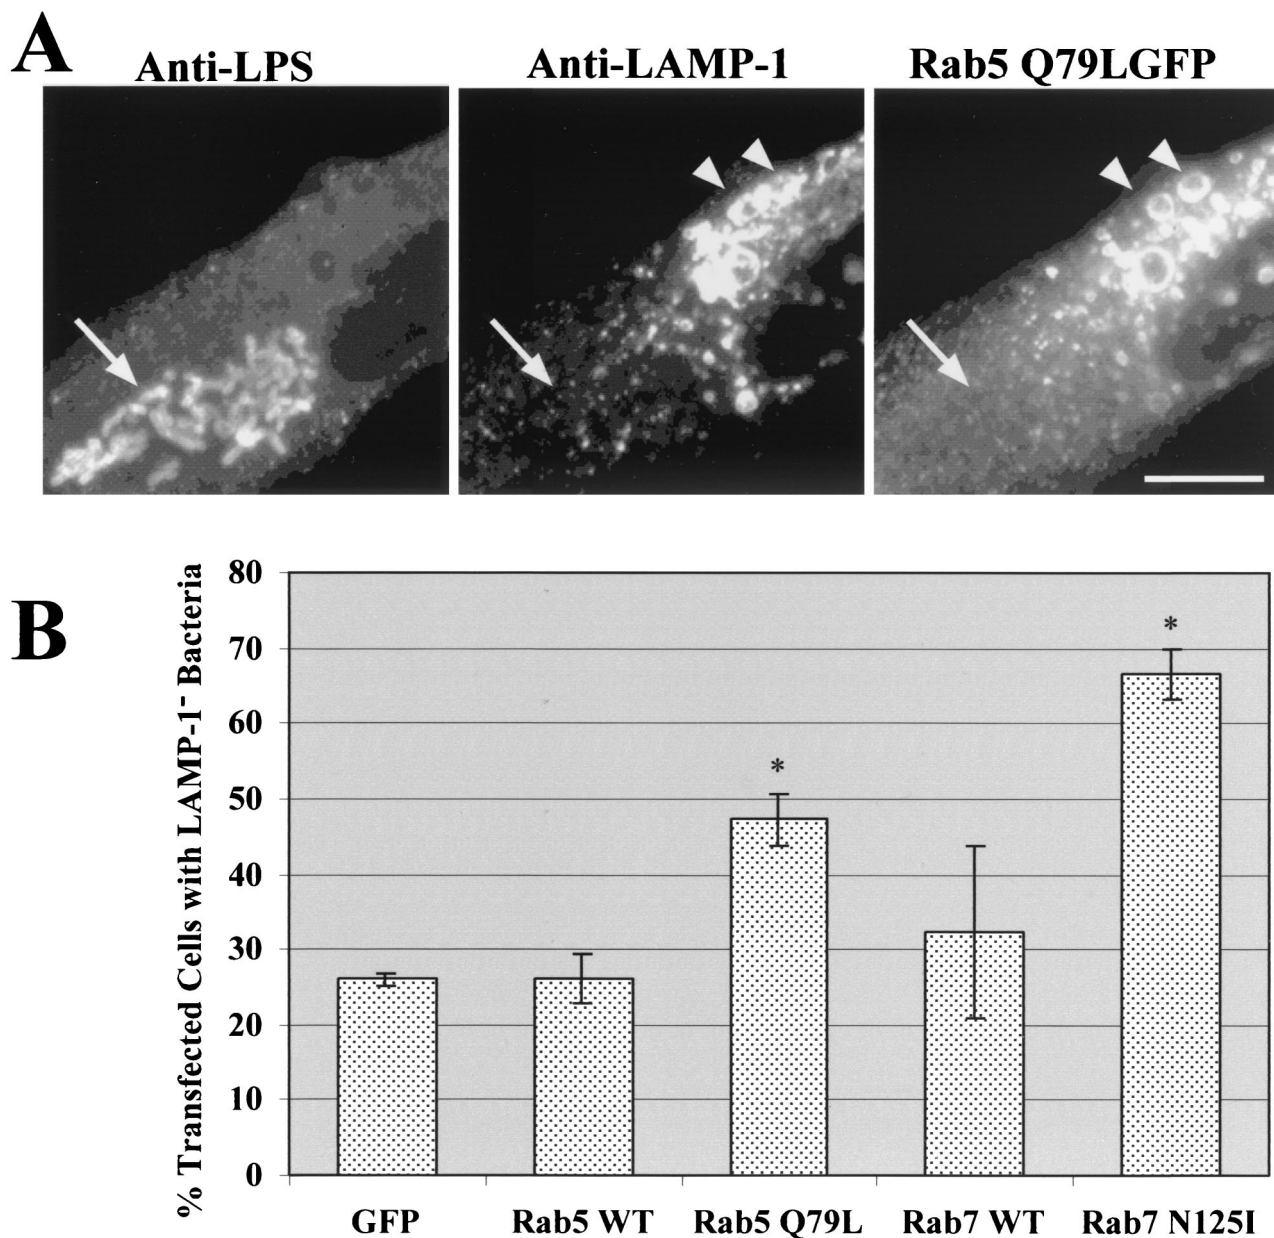 A
Anti-LPS Anti-LAMP-1 Rab5 Q79LGFP
B
% Transfected Cells with LAMP-1⁻ Bacteria
80
70
60
50
40
30
20
10
0
*
*
GFP Rab5 WT Rab5 Q79L Rab7 WT Rab7 N125I